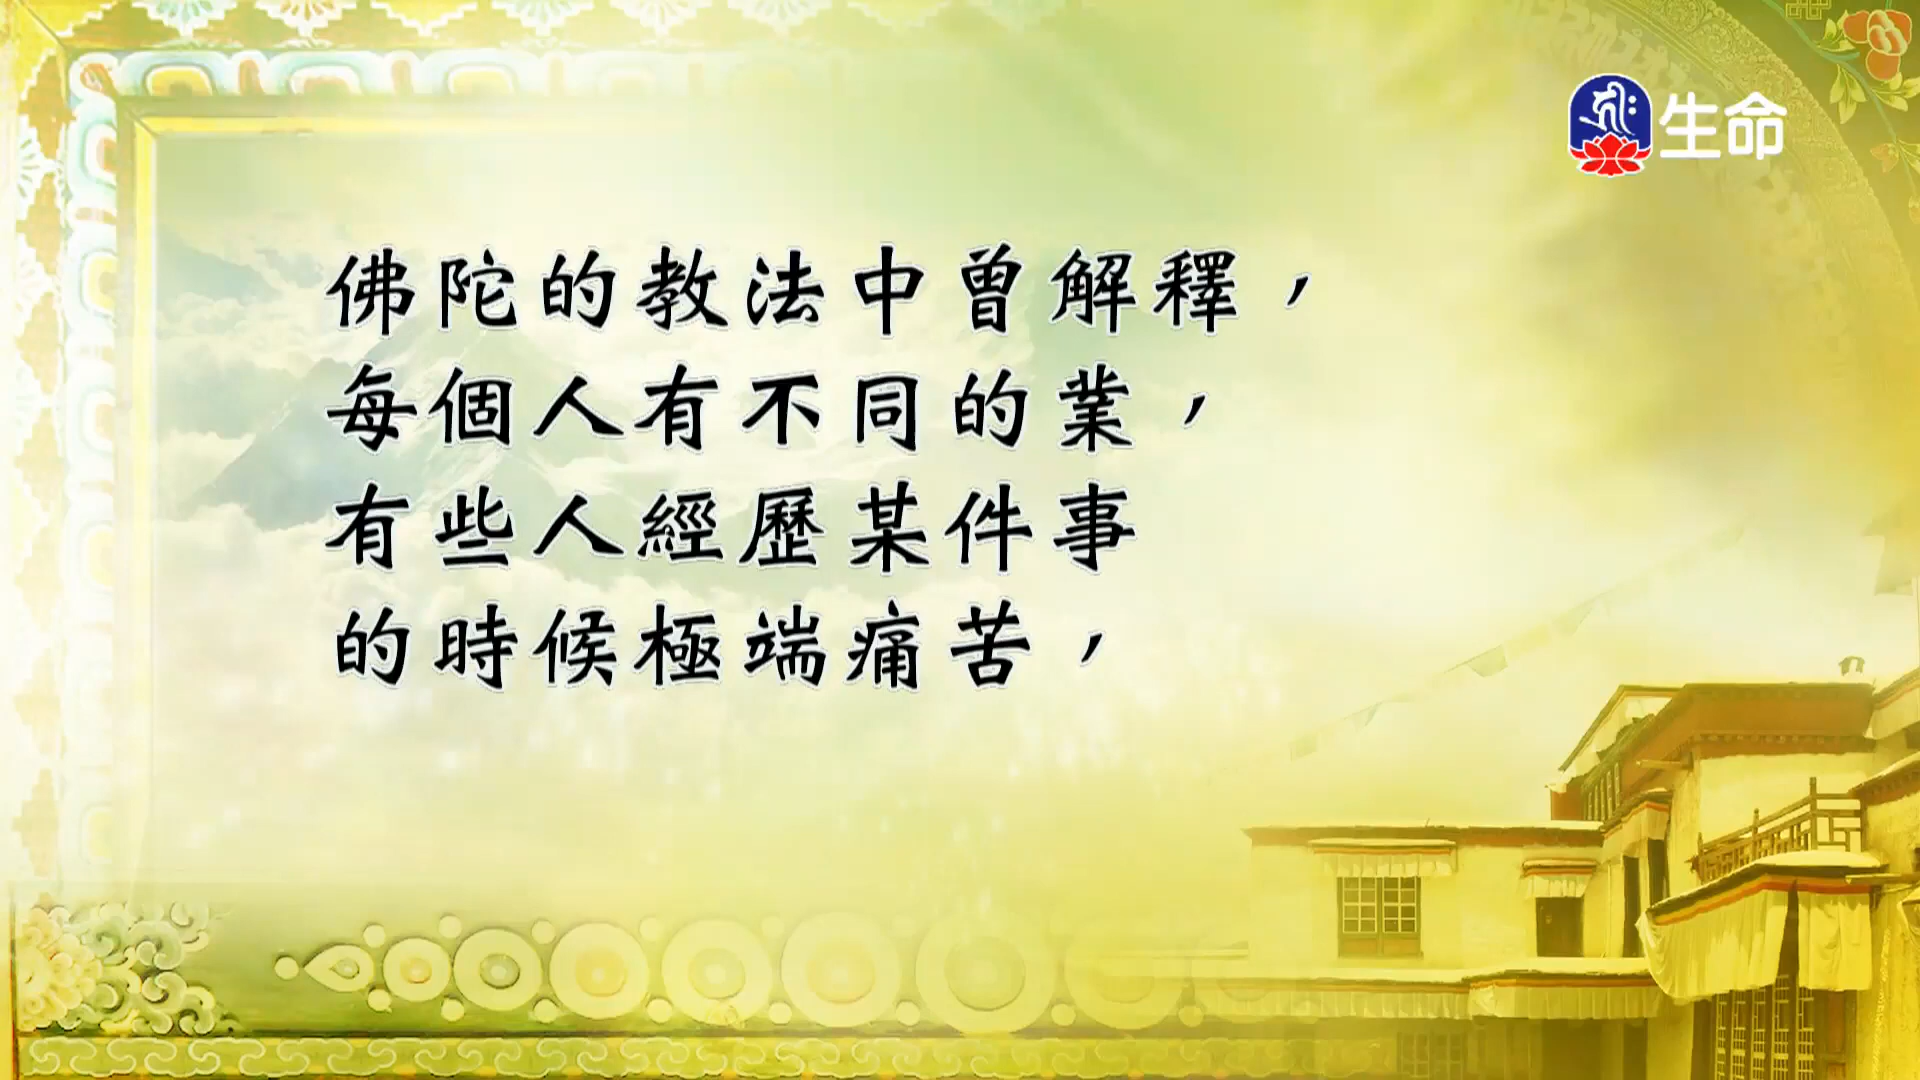 生命
佛陀的教法中曾解釋，
每個人有不同的業，
有些人經歷某件事
的時候極端痛苦，